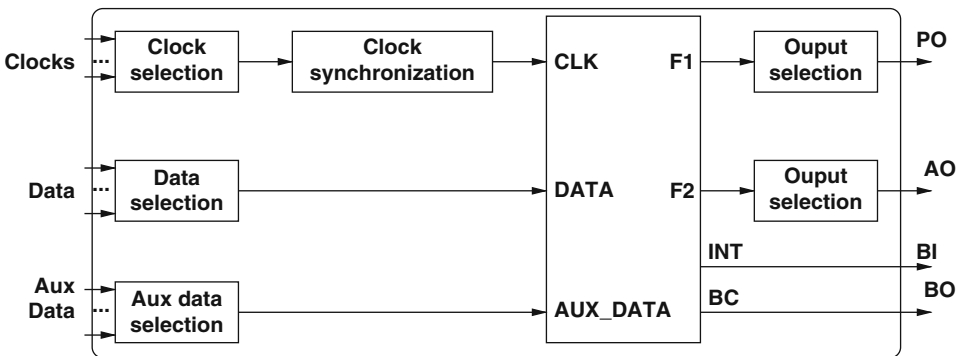 Clocks
...
Clock
selection
Clock
synchronization
CLK
F1
Ouput
selection
PO
Data
...
Data
selection
DATA
F2
Ouput
selection
AO
INT
BI
Aux
Data
...
Aux data
selection
AUX_DATA
BC
BO